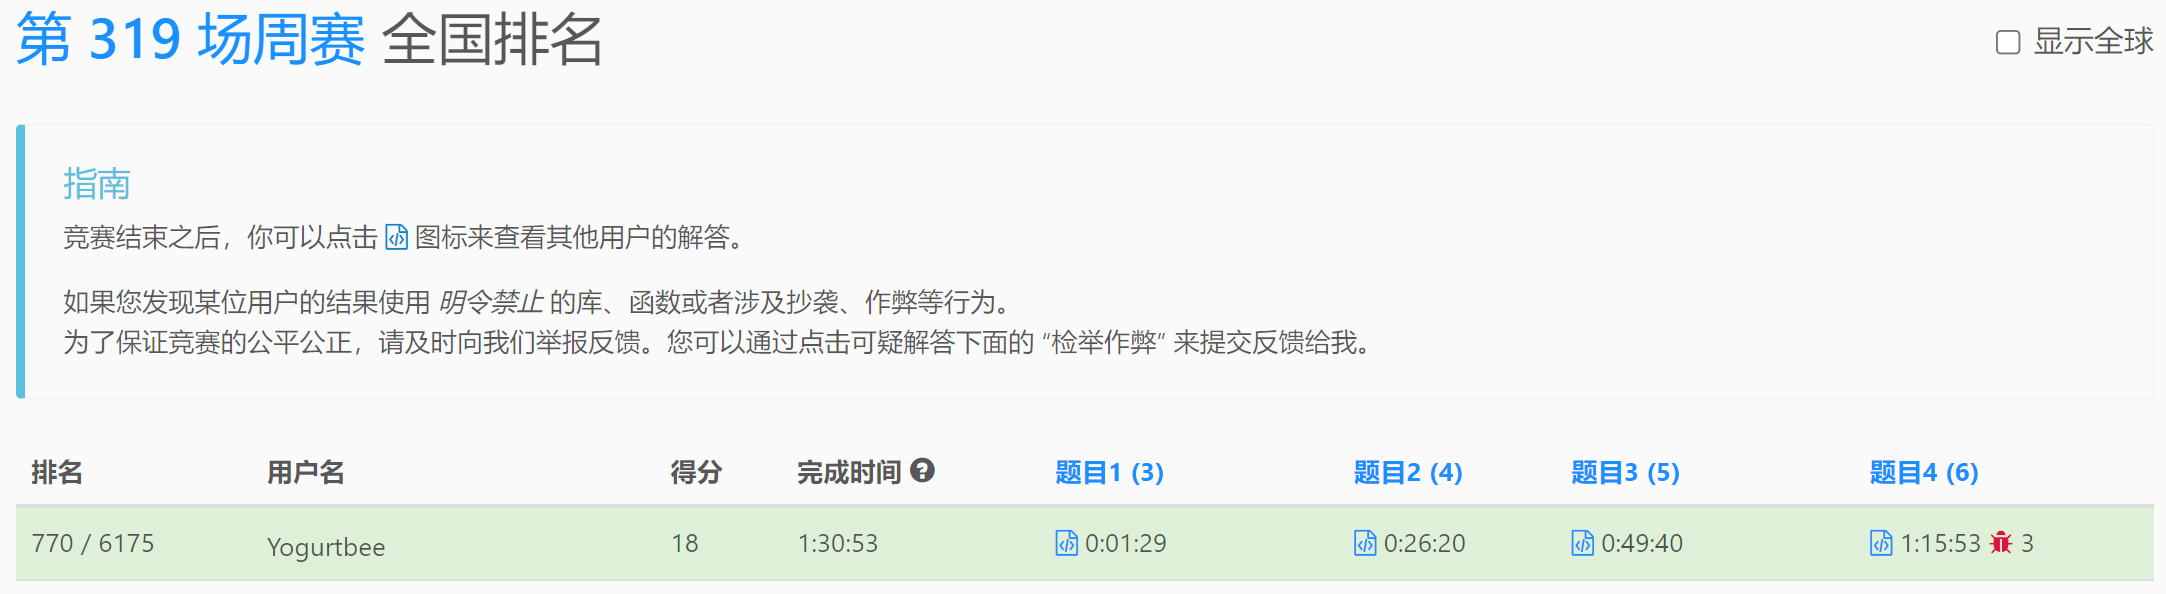 第 319 场周赛 全国排名
显示全球
指南
竞赛结束之后，你可以点击 图标来查看其他用户的解答。
如果您发现某位用户的结果使用 明令禁止 的库、函数或者涉及抄袭、作弊等行为。
为了保证竞赛的公平公正，请及时向我们举报反馈。您可以通过点击可疑解答下面的 “检举作弊” 来提交反馈给我。
排名 用户名 得分 完成时间 题目1 (3) 题目2 (4) 题目3 (5) 题目4 (6)
770 / 6175 Yogurtbee 18 1:30:53 0:01:29 0:26:20 0:49:40 1:15:53 3